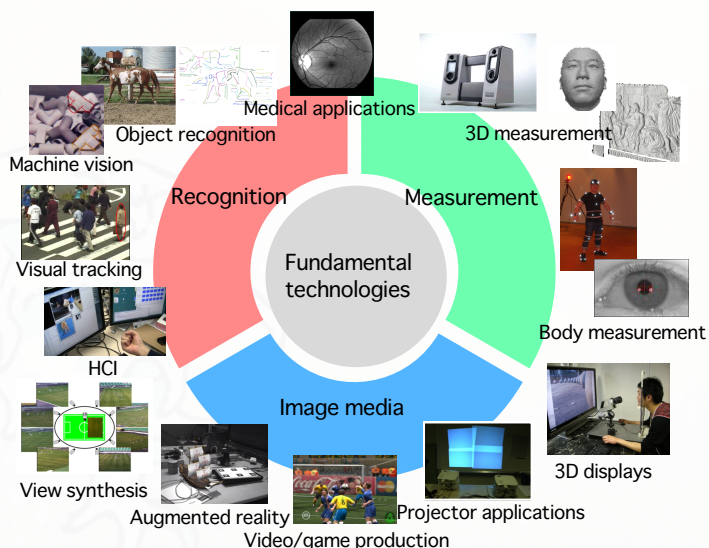 Medical applications
Object recognition
3D measurement
Machine vision
Recognition
Measurement
Visual tracking
Fundamental
technologies
Body measurement
HCI
Image media
3D displays
View synthesis
Augmented reality
Projector applications
Video/game production